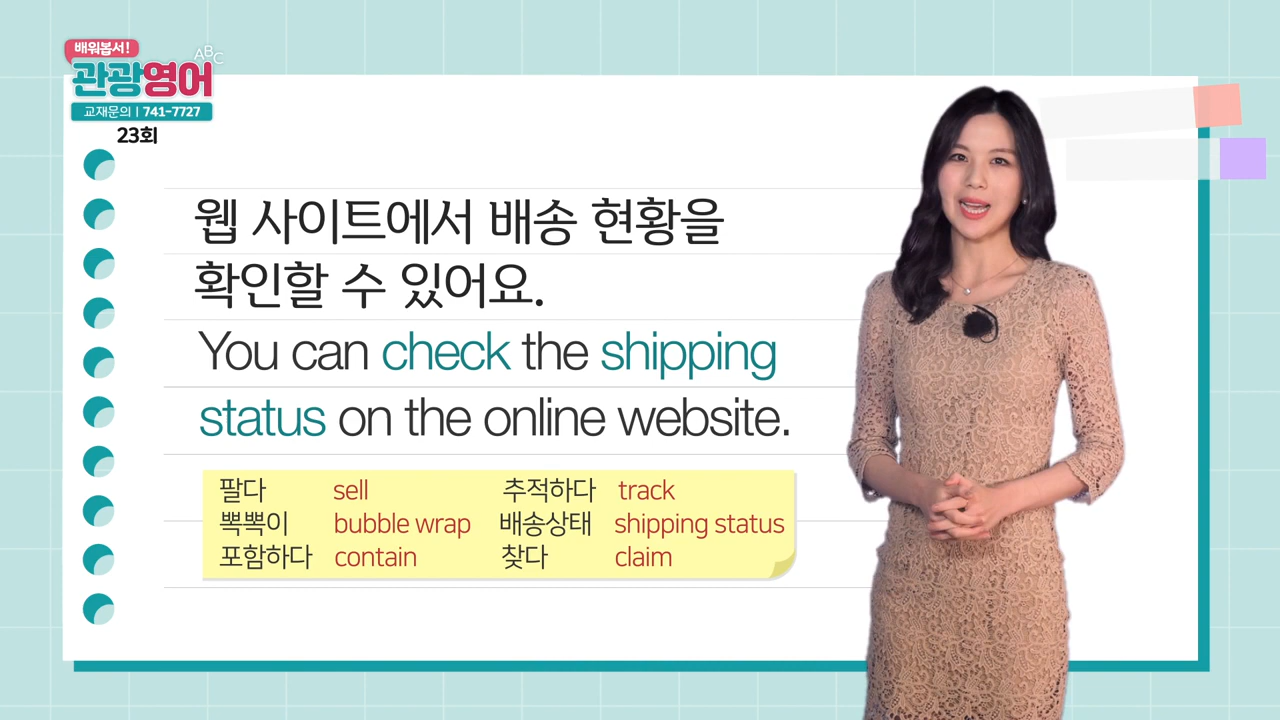 배워봅서!
ABC
관광영어
교재문의 | 741-7727
23회
웹 사이트에서 배송 현황을
확인할 수 있어요.
You can check the shipping
status on the online website.
팔다 sell 추적하다 track
뽁뽁이 bubble wrap 배송상태 shipping status
포함하다 contain 찾다 claim